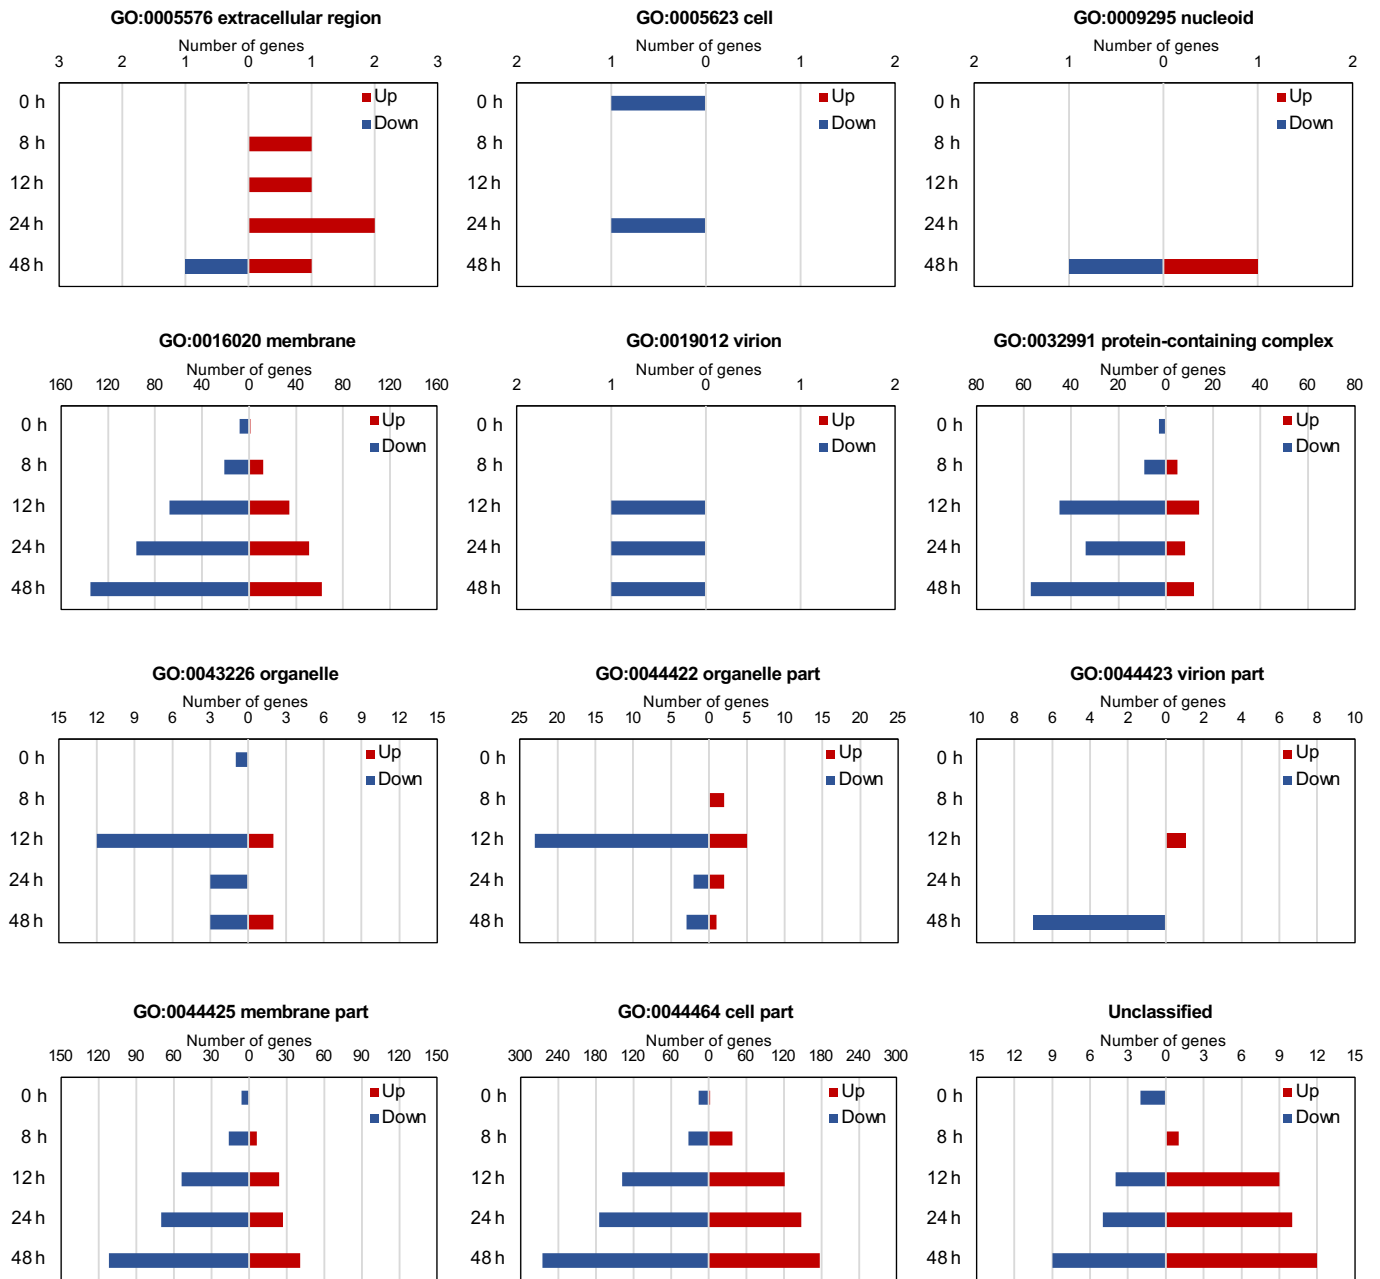 GO:0005576 extracellular region
Number of genes
3 2 1 0 1 2 3
Up
Down
0 h
8 h
12 h
24 h
48 h
GO:0005623 cell
Number of genes
2 1 0 1 2
Up
Down
0 h
8 h
12 h
24 h
48 h
GO:0009295 nucleoid
Number of genes
2 1 0 1 2
Up
Down
0 h
8 h
12 h
24 h
48 h
GO:0016020 membrane
Number of genes
160 120 80 40 0 40 80 120 160
Up
Down
0 h
8 h
12 h
24 h
48 h
GO:0019012 virion
Number of genes
2 1 0 1 2
Up
Down
0 h
8 h
12 h
24 h
48 h
GO:0032991 protein-containing complex
Number of genes
80 60 40 20 0 20 40 60 80
Up
Down
0 h
8 h
12 h
24 h
48 h
GO:0043226 organelle
Number of genes
15 12 9 6 3 0 3 6 9 12 15
Up
Down
0 h
8 h
12 h
24 h
48 h
GO:0044422 organelle part
Number of genes
25 20 15 10 5 0 5 10 15 20 25
Up
Down
0 h
8 h
12 h
24 h
48 h
GO:0044423 virion part
Number of genes
10 8 6 4 2 0 2 4 6 8 10
Up
Down
0 h
8 h
12 h
24 h
48 h
GO:0044425 membrane part
Number of genes
150 120 90 60 30 0 30 60 90 120 150
Up
Down
0 h
8 h
12 h
24 h
48 h
GO:0044464 cell part
Number of genes
300 240 180 120 60 0 60 120 180 240 300
Up
Down
0 h
8 h
12 h
24 h
48 h
Unclassified
Number of genes
15 12 9 6 3 0 3 6 9 12 15
Up
Down
0 h
8 h
12 h
24 h
48 h